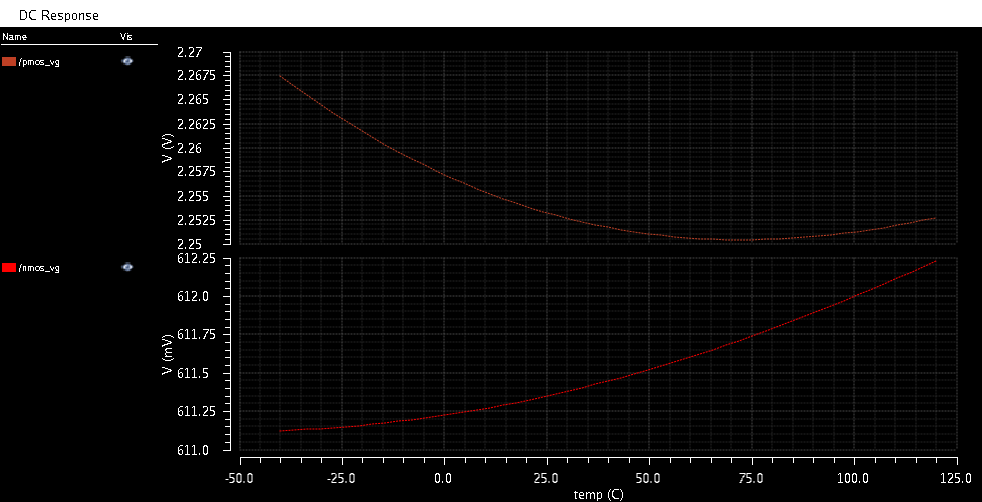 DC Response
Name Vis
/pmos_vg
2.27
2.2675
2.265
2.2625
2.26
2.2575
2.255
2.2525
2.25
V (V)
/nmos_vg
612.25
612.0
611.75
611.5
611.25
611.0
V (mV)
-50.0 -25.0 0.0 25.0 50.0 75.0 100.0 125.0
temp (C)